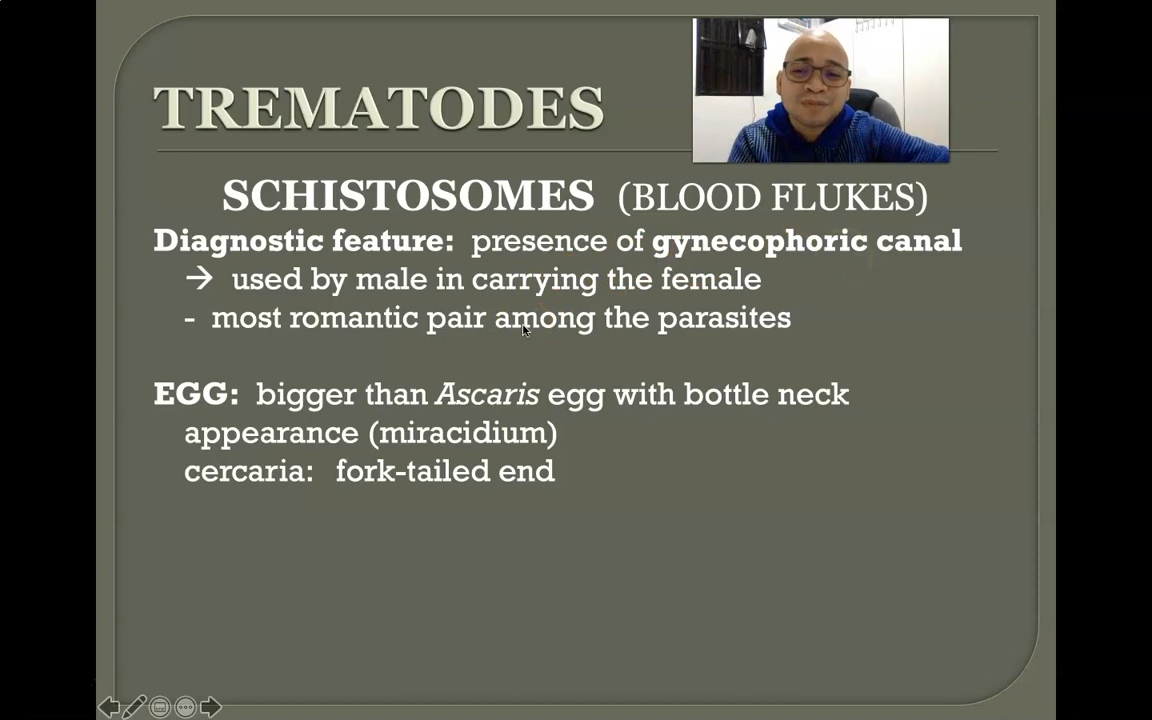 TREMATODES
SCHISTOSOMES (BLOOD FLUKES)
Diagnostic feature: presence of gynecophoric canal
→ used by male in carrying the female
- most romantic pair among the parasites
EGG: bigger than Ascaris egg with bottle neck
appearance (miracidium)
cercaria: fork-tailed end